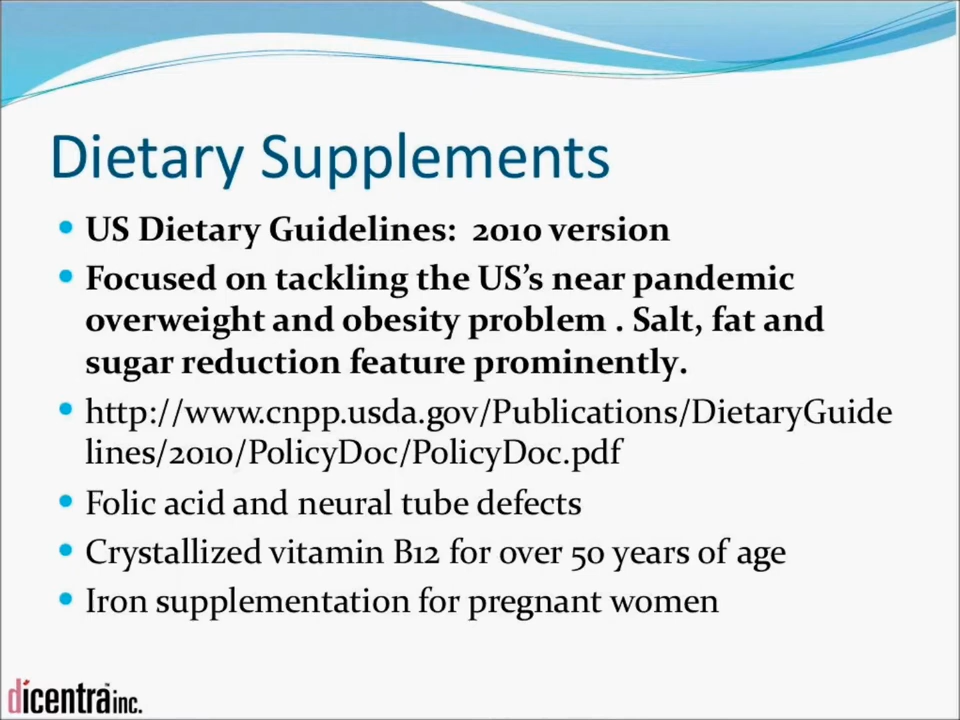 Dietary Supplements
• US Dietary Guidelines: 2010 version
• Focused on tackling the US’s near pandemic
overweight and obesity problem . Salt, fat and
sugar reduction feature prominently.
• http://www.cnpp.usda.gov/Publications/DietaryGuide
lines/2010/PolicyDoc/PolicyDoc.pdf
• Folic acid and neural tube defects
• Crystallized vitamin B12 for over 50 years of age
• Iron supplementation for pregnant women
dicentra™ inc.